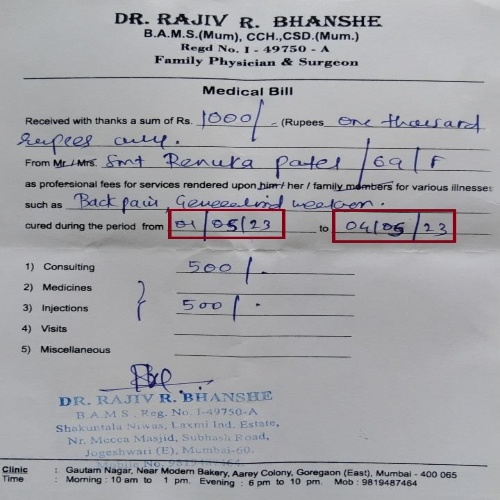 DR. RAJIV R. BHANSHE
B.A.M.S.(Mum), CCH.,CSD.(Mum.)
Regd No. I - 49750 - A
Family Physician & Surgeon
Medical Bill
Received with thanks a sum of Rs. 1000/ (Rupees One thousand
rupees only.
From Mr / Mrs. Smt Renuka Patel / 69 / F
as professional fees for services rendered upon him / her / family members for various illnesses
such as Back pain,
cured during the period from 01/05/23 to 04/05/23
1) Consulting 500/.
2) Medicines
3) Injections 500/.
4) Visits
5) Miscellaneous
DR. RAJIV R. BHANSHE
B.A.M.S. Reg. No. I-49750-A
Shakuntala Niwas, Laxmi Ind. Estate,
Nr. Mecca Masjid, Subhash Road,
Jogeshwari (E), Mumbai-60.
Mobile No. 9819487464
Clinic : Gautam Nagar, Near Modern Bakery, Aarey Colony, Goregaon (East), Mumbai - 400 065
Time : Morning : 10 am to 1 pm. Evening : 6 pm to 10 pm. Mob : 9819487464